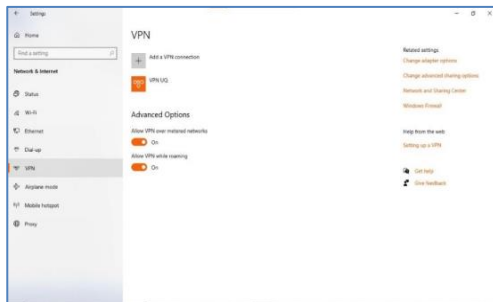 Settings
Home
Find a setting
Network & Internet
Status
Wi-Fi
Ethernet
Dial-up
VPN
Airplane mode
Mobile hotspot
Proxy
VPN
Add a VPN connection
VPN UQ
Advanced Options
Allow VPN over metered networks
On
Allow VPN while roaming
On
Related settings
Change adapter options
Change advanced sharing options
Network and Sharing Center
Windows Firewall
Help from the web
Setting up a VPN
Get help
Give feedback